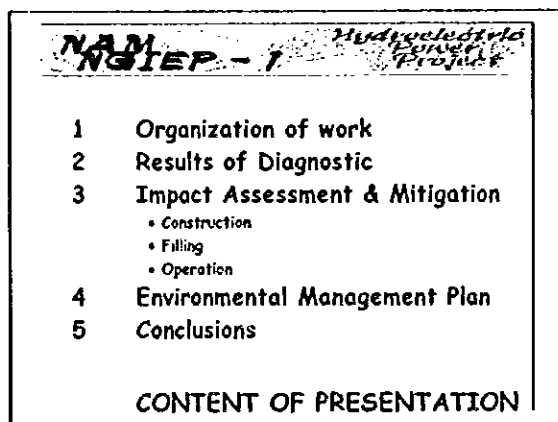 NAM
NGIEP - 1
Hydroelectric
Power
Project
1 Organization of work
2 Results of Diagnostic
3 Impact Assessment & Mitigation
• Construction
• Filling
• Operation
4 Environmental Management Plan
5 Conclusions
CONTENT OF PRESENTATION